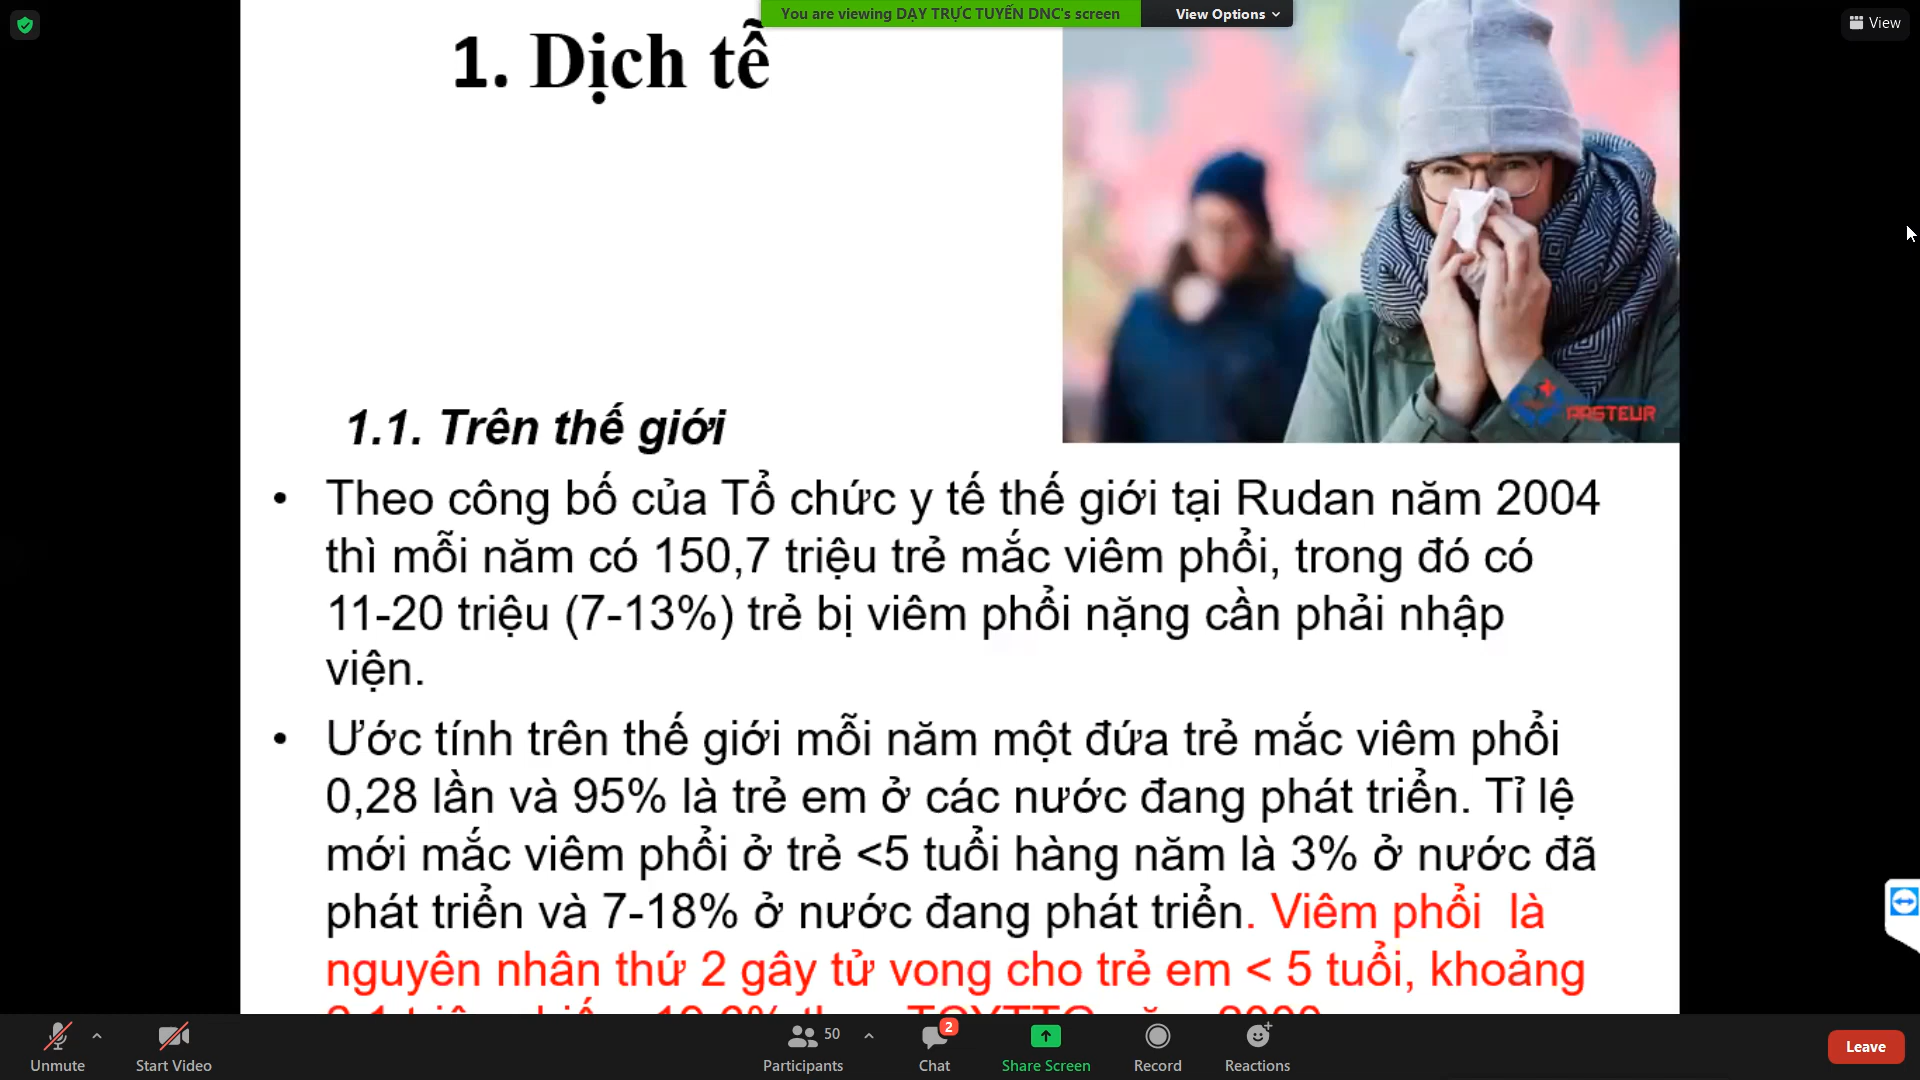 You are viewing DẠY TRỰC TUYẾN DNC's screen
View Options
View
1. Dịch tễ
PASTEUR
1.1. Trên thế giới
• Theo công bố của Tổ chức y tế thế giới tại Rudan năm 2004
thì mỗi năm có 150,7 triệu trẻ mắc viêm phổi, trong đó có
11-20 triệu (7-13%) trẻ bị viêm phổi nặng cần phải nhập
viện.
• Ước tính trên thế giới mỗi năm một đứa trẻ mắc viêm phổi
0,28 lần và 95% là trẻ em ở các nước đang phát triển. Tỉ lệ
mới mắc viêm phổi ở trẻ <5 tuổi hàng năm là 3% ở nước đã
phát triển và 7-18% ở nước đang phát triển. Viêm phổi là
nguyên nhân thứ 2 gây tử vong cho trẻ em < 5 tuổi, khoảng
Unmute
Start Video
Participants
50
Chat
2
Share Screen
Record
Reactions
Leave